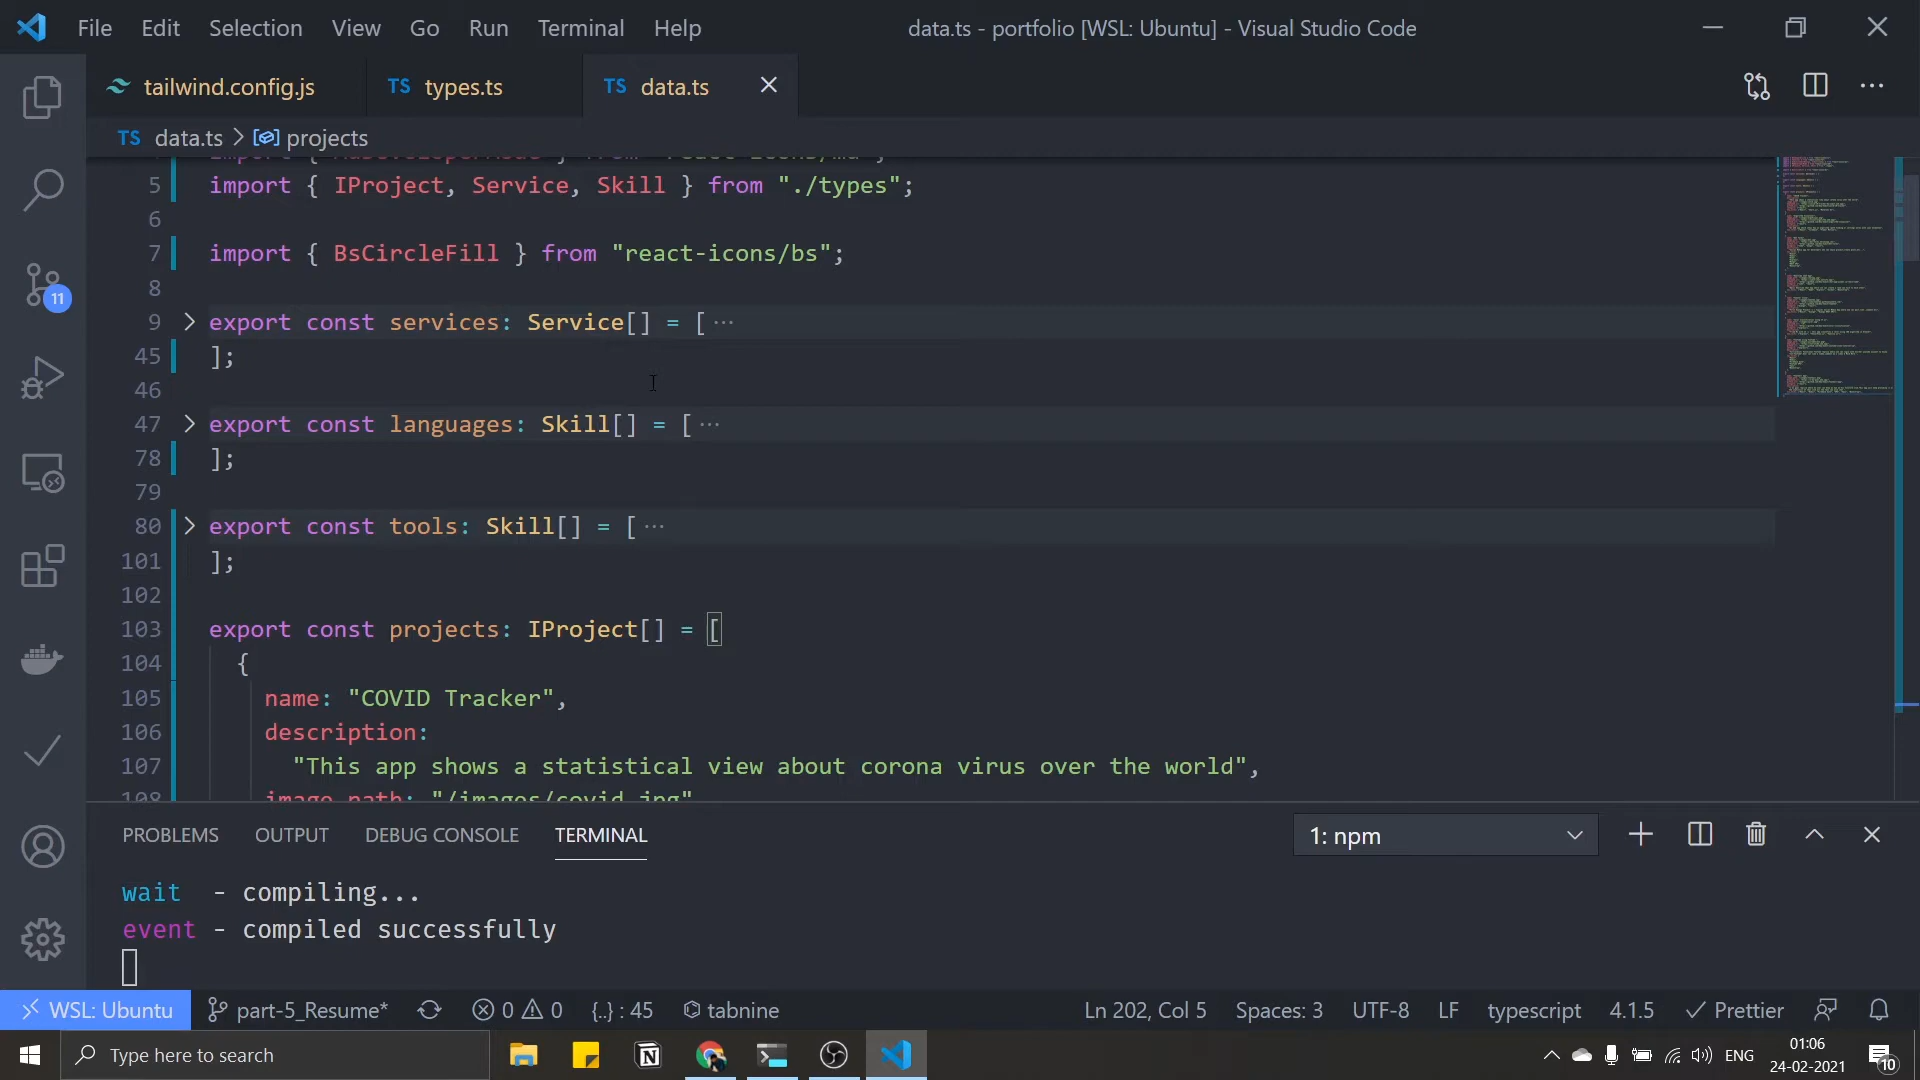 File Edit Selection View Go Run Terminal Help data.ts - portfolio [WSL: Ubuntu] - Visual Studio Code
tailwind.config.js TS types.ts TS data.ts
TS data.ts > projects
5 import { IProject, Service, Skill } from "./types";
6
7 import { BsCircleFill } from "react-icons/bs";
8
9 export const services: Service[] = [ ···
45 ];
46
47 export const languages: Skill[] = [ ···
78 ];
79
80 export const tools: Skill[] = [ ···
101 ];
102
103 export const projects: IProject[] = [
104 {
105 name: "COVID Tracker",
106 description:
107 "This app shows a statistical view about corona virus over the world",
108 image_path: "/images/covid.jpg"
PROBLEMS OUTPUT DEBUG CONSOLE TERMINAL 1: npm
wait - compiling...
event - compiled successfully
WSL: Ubuntu part-5_Resume* 0 0 {..} : 45 tabnine Ln 202, Col 5 Spaces: 3 UTF-8 LF typescript 4.1.5 Prettier
11
Type here to search ENG 01:06
24-02-2021 10